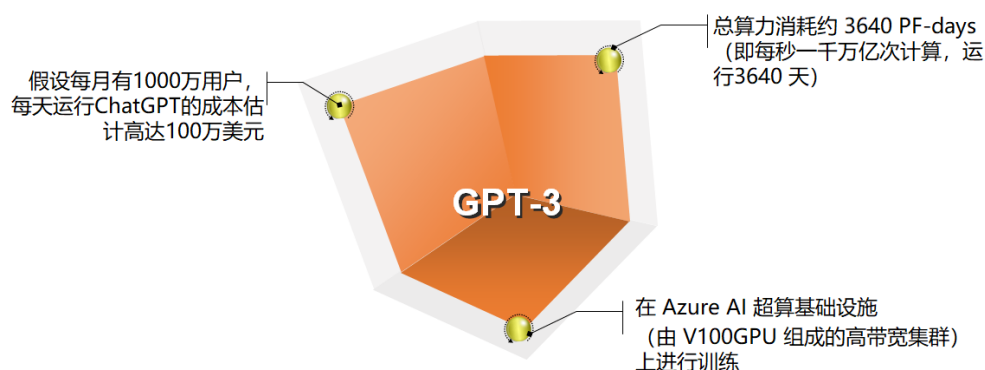 总算力消耗约 3640 PF-days
（即每秒一千万亿次计算，运
行3640 天）
假设每月有1000万用户，
每天运行ChatGPT的成本估
计高达100万美元
GPT-3
在 Azure AI 超算基础设施
（由 V100GPU 组成的高带宽集群）
上进行训练